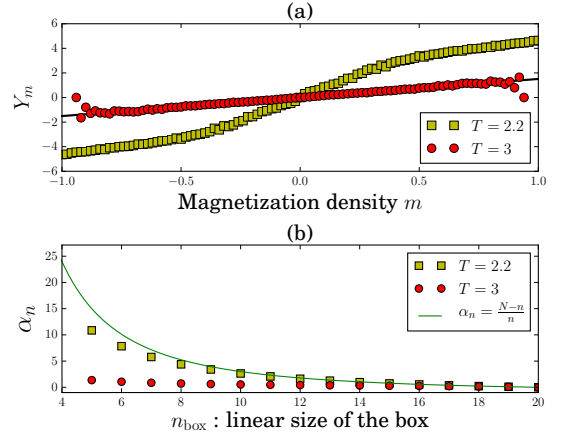 (a)
6
4
2
0
−2
−4
−6
Y_m
T = 2.2
T = 3
−1.0 −0.5 0.0 0.5 1.0
Magnetization density m
(b)
25
20
15
10
5
0
α_n
T = 2.2
T = 3
α_n = \frac{N−n}{n}
4 6 8 10 12 14 16 18 20
n_box : linear size of the box